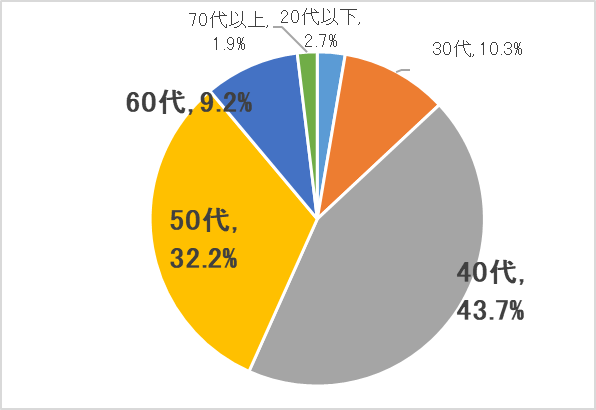 70代以上,
1.9%
20代以下,
2.7%
30代, 10.3%
60代, 9.2%
50代,
32.2%
40代,
43.7%